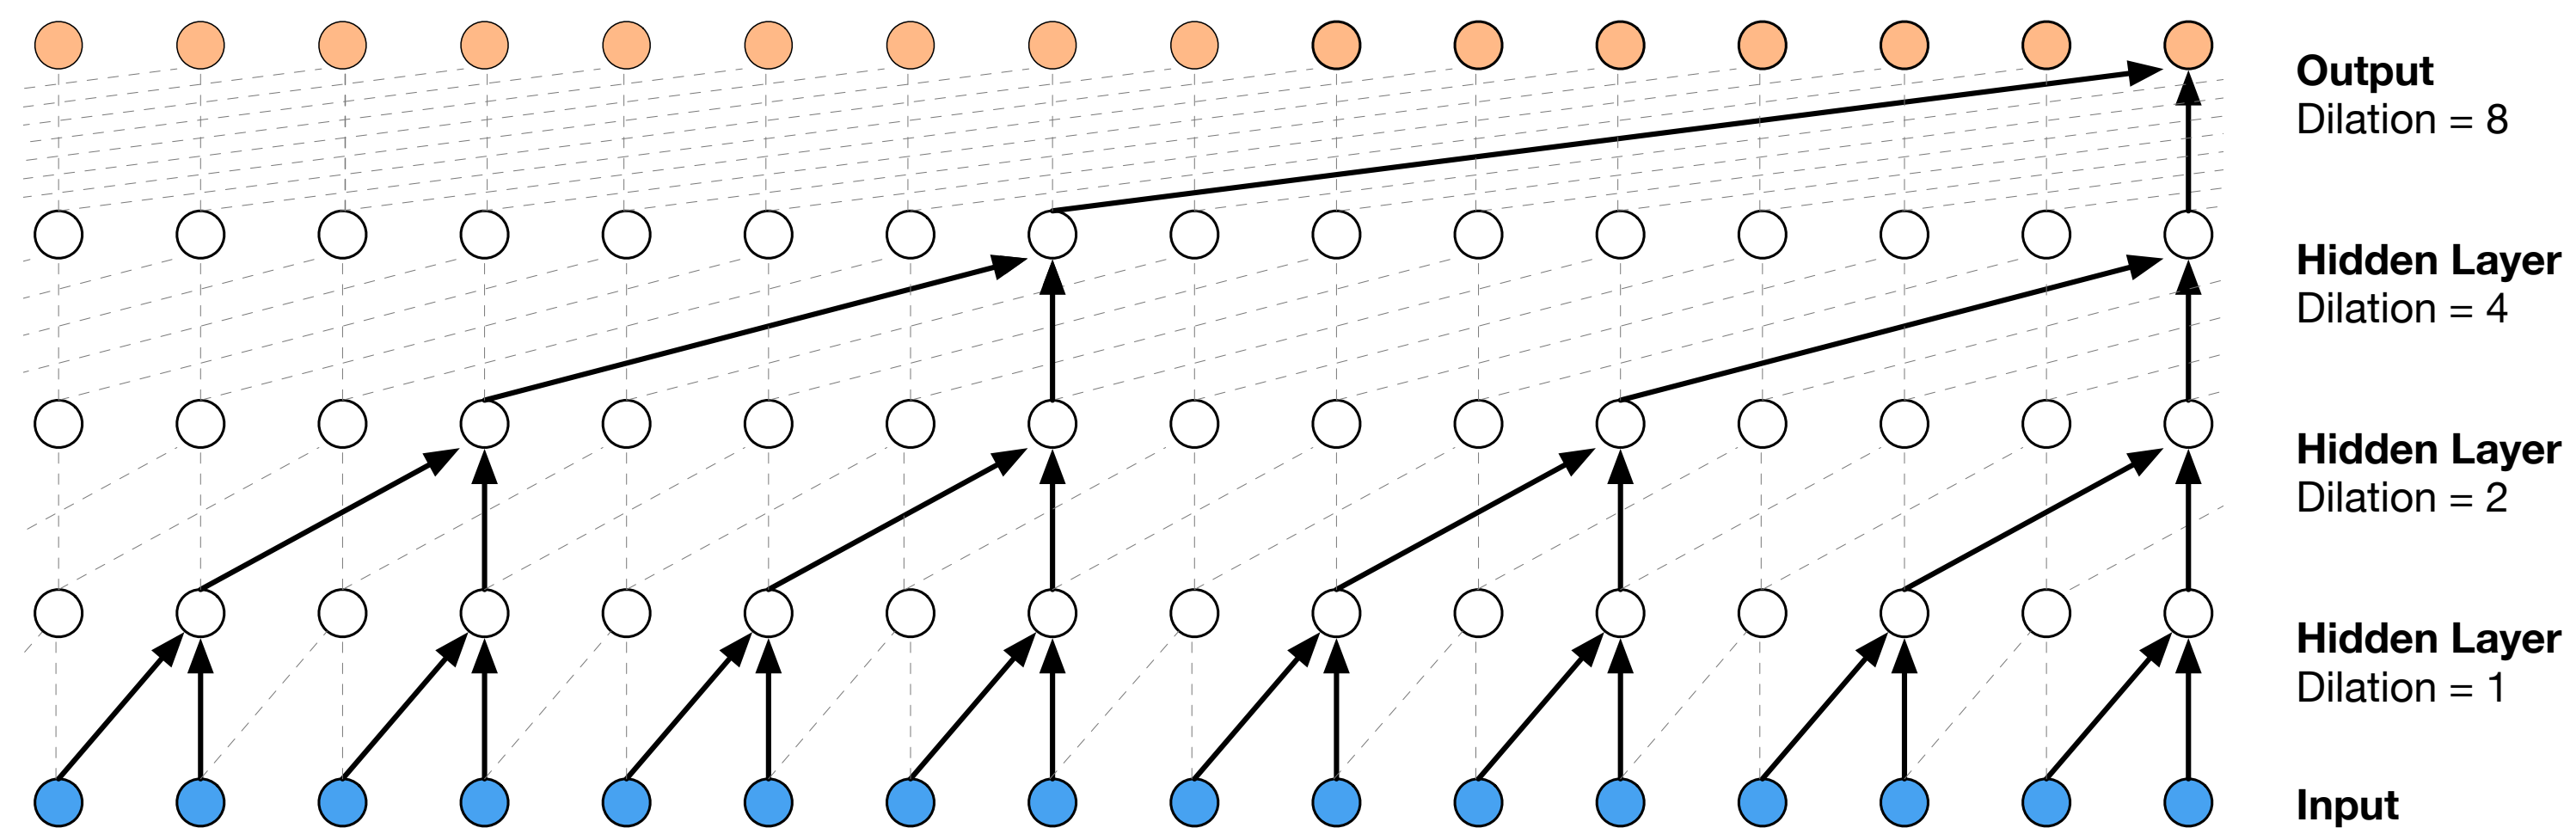 Output
Dilation = 8
Hidden Layer
Dilation = 4
Hidden Layer
Dilation = 2
Hidden Layer
Dilation = 1
Input